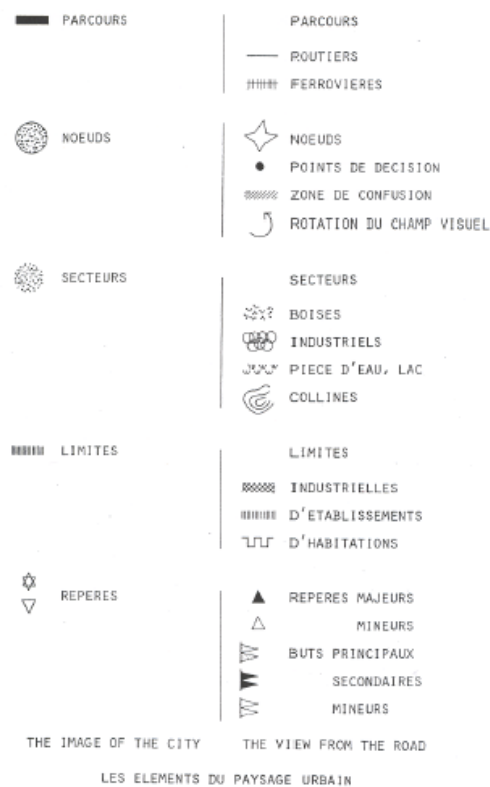 PARCOURS PARCOURS
ROUTIERS
FERROVIERES
NOEUDS NOEUDS
POINTS DE DECISION
ZONE DE CONFUSION
ROTATION DU CHAMP VISUEL
SECTEURS SECTEURS
BOISES
INDUSTRIELS
PIECE D'EAU, LAC
COLLINES
LIMITES LIMITES
INDUSTRIELLES
D'ETABLISSEMENTS
D'HABITATIONS
REPERES REPERES MAJEURS
MINEURS
BUTS PRINCIPAUX
SECONDAIRES
MINEURS
THE IMAGE OF THE CITY THE VIEW FROM THE ROAD
LES ELEMENTS DU PAYSAGE URBAIN